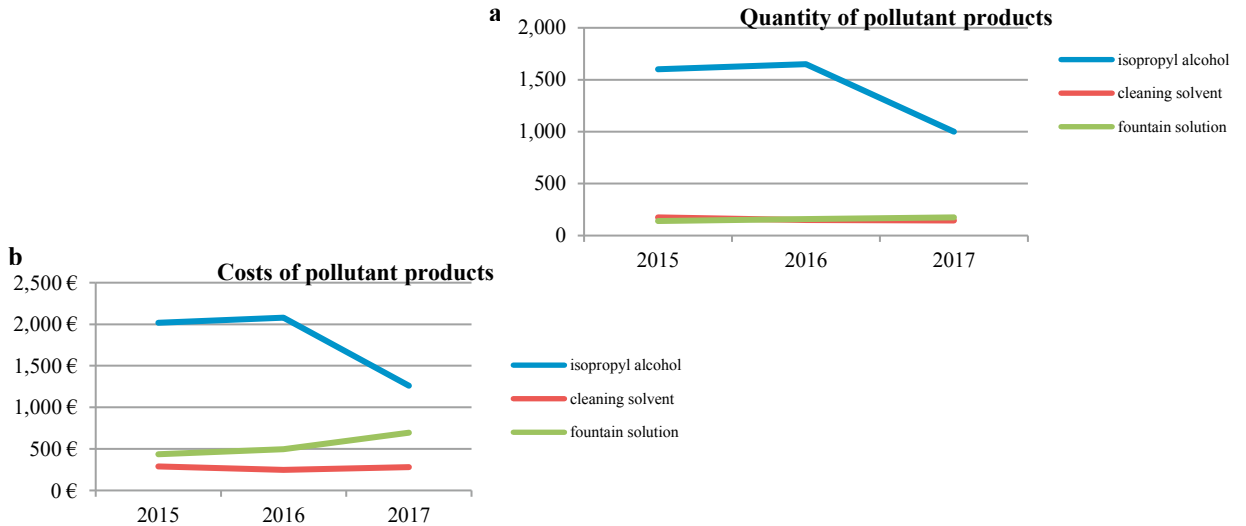 a
Quantity of pollutant products
2,000
1,500
1,000
500
0
2015 2016 2017
isopropyl alcohol
cleaning solvent
fountain solution
b
Costs of pollutant products
2,500 €
2,000 €
1,500 €
1,000 €
500 €
0 €
2015 2016 2017
isopropyl alcohol
cleaning solvent
fountain solution